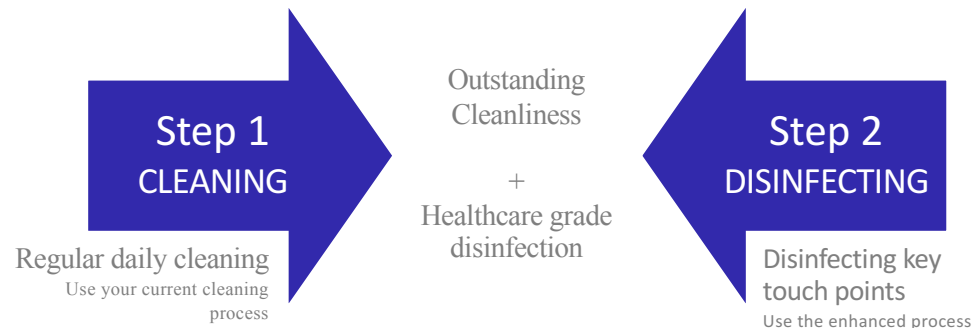 Step 1
CLEANING
Regular daily cleaning
Use your current cleaning
process
Outstanding
Cleanliness
+
Healthcare grade
disinfection
Step 2
DISINFECTING
Disinfecting key
touch points
Use the enhanced process